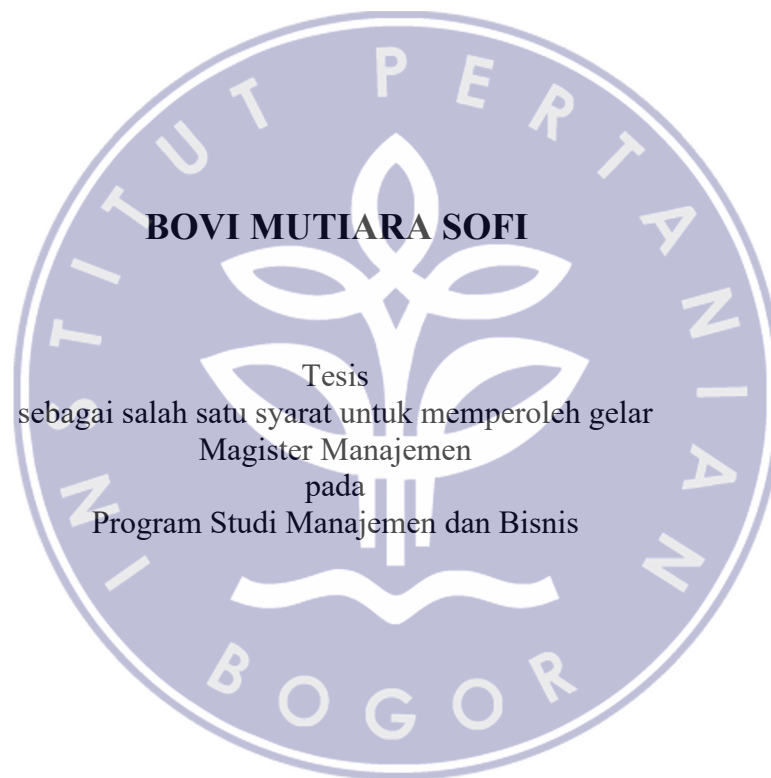 INSTITUT PERTANIAN
BOGOR
BOVI MUTIARA SOFI
Tesis
sebagai salah satu syarat untuk memperoleh gelar
Magister Manajemen
pada
Program Studi Manajemen dan Bisnis